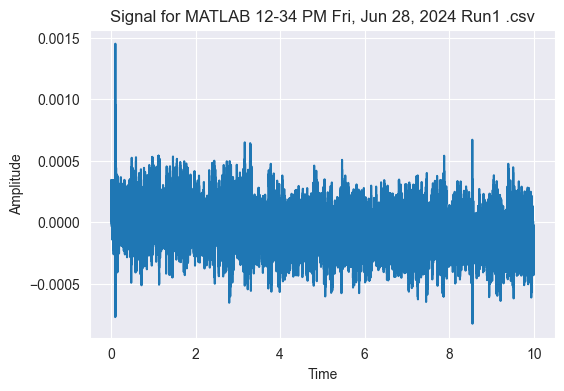 Signal for MATLAB 12-34 PM Fri, Jun 28, 2024 Run1 .csv
Amplitude
0.0015
0.0010
0.0005
0.0000
−0.0005
0 2 4 6 8 10
Time